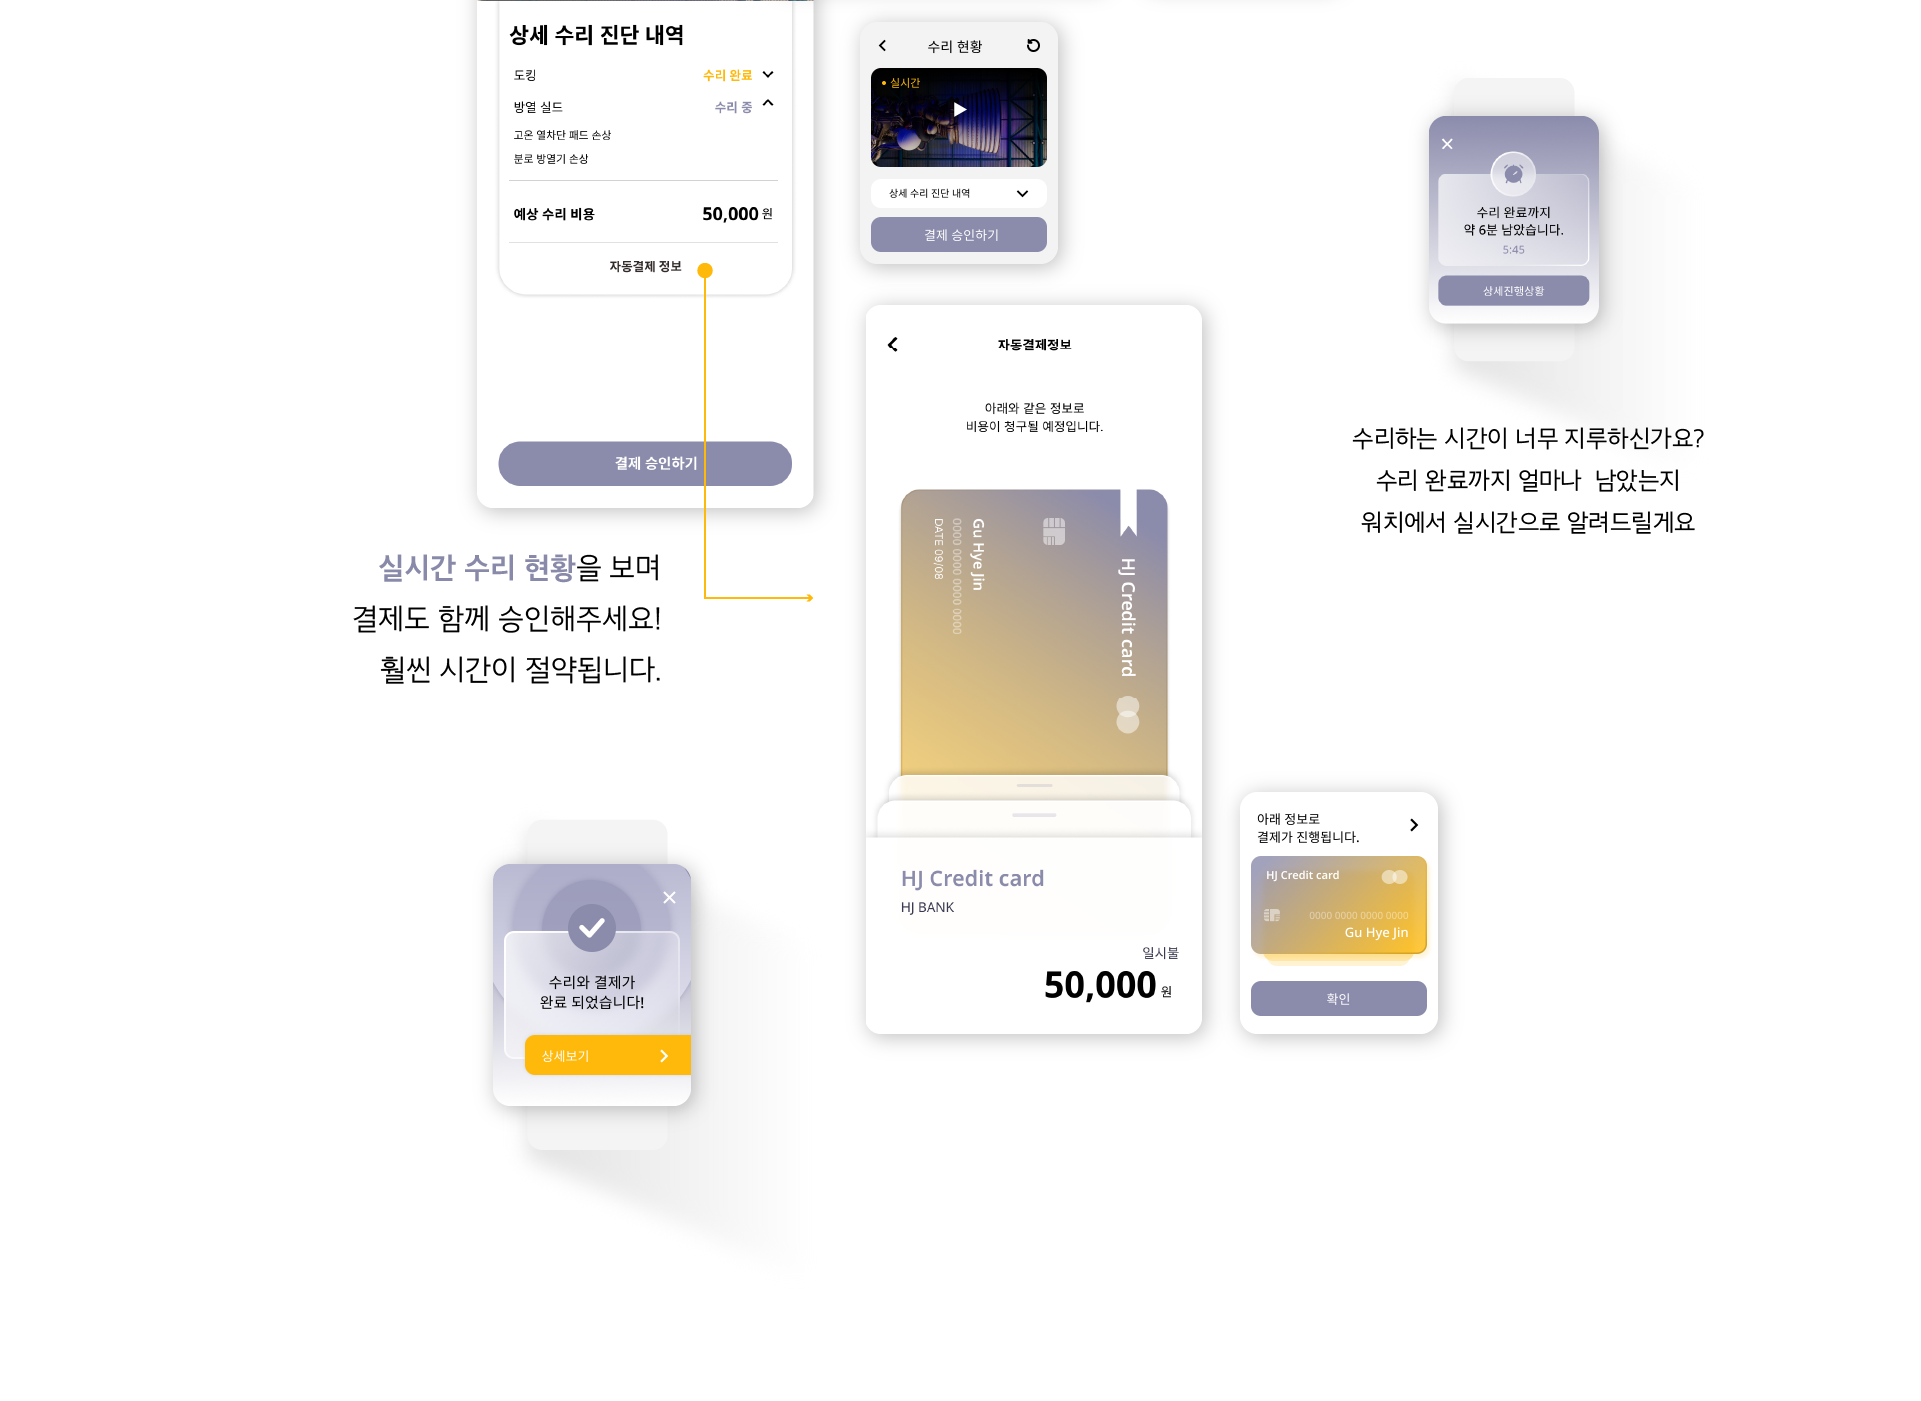 상세 수리 진단 내역
도킹 수리 완료
방열 실드 수리 중
고온 열차단 패드 손상
분로 방열기 손상
예상 수리 비용 50,000 원
자동결제 정보
결제 승인하기
실시간 수리 현황을 보며
결제도 함께 승인해주세요!
훨씬 시간이 절약됩니다.
수리 현황
• 실시간
상세 수리 진단 내역
결제 승인하기
수리 완료까지
약 6분 남았습니다.
5:45
상세진행상황
수리하는 시간이 너무 지루하신가요?
수리 완료까지 얼마나 남았는지
워치에서 실시간으로 알려드릴게요
자동결제정보
아래와 같은 정보로
비용이 청구될 예정입니다.
HJ Credit card
Gu Hye Jin
0000 0000 0000 0000
DATE 09/08
HJ Credit card
HJ BANK
일시불
50,000 원
아래 정보로
결제가 진행됩니다.
HJ Credit card
0000 0000 0000 0000
Gu Hye Jin
확인
수리와 결제가
완료 되었습니다!
상세보기